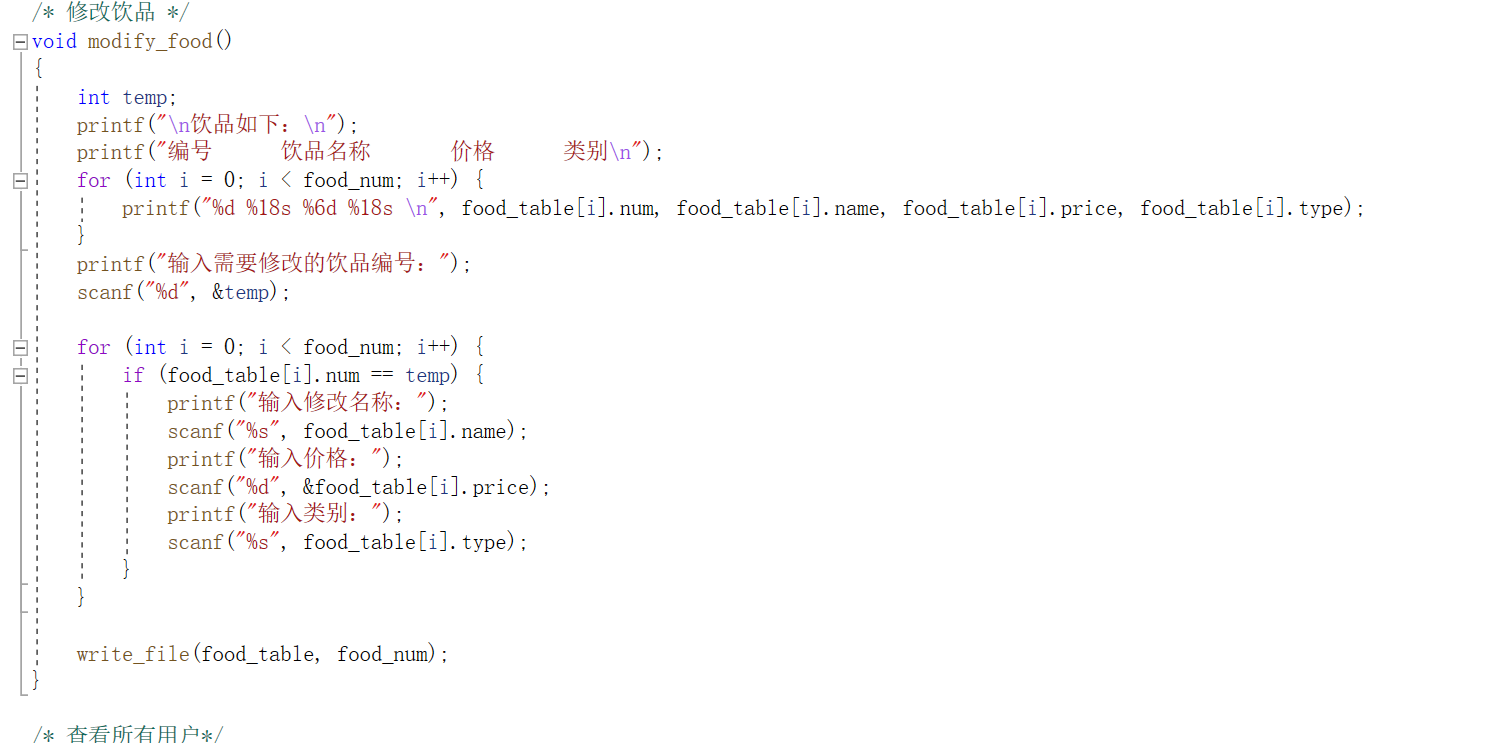 /* 修改饮品 */
void modify_food()
{
    int temp;
    printf("\n饮品如下：\n");
    printf("编号      饮品名称       价格      类别\n");
    for (int i = 0; i < food_num; i++) {
        printf("%d %18s %6d %18s \n", food_table[i].num, food_table[i].name, food_table[i].price, food_table[i].type);
    }
    printf("输入需要修改的饮品编号：");
    scanf("%d", &temp);

    for (int i = 0; i < food_num; i++) {
        if (food_table[i].num == temp) {
            printf("输入修改名称：");
            scanf("%s", food_table[i].name);
            printf("输入价格：");
            scanf("%d", &food_table[i].price);
            printf("输入类别：");
            scanf("%s", food_table[i].type);
        }
    }

    write_file(food_table, food_num);
}

/* 查看所有用户*/